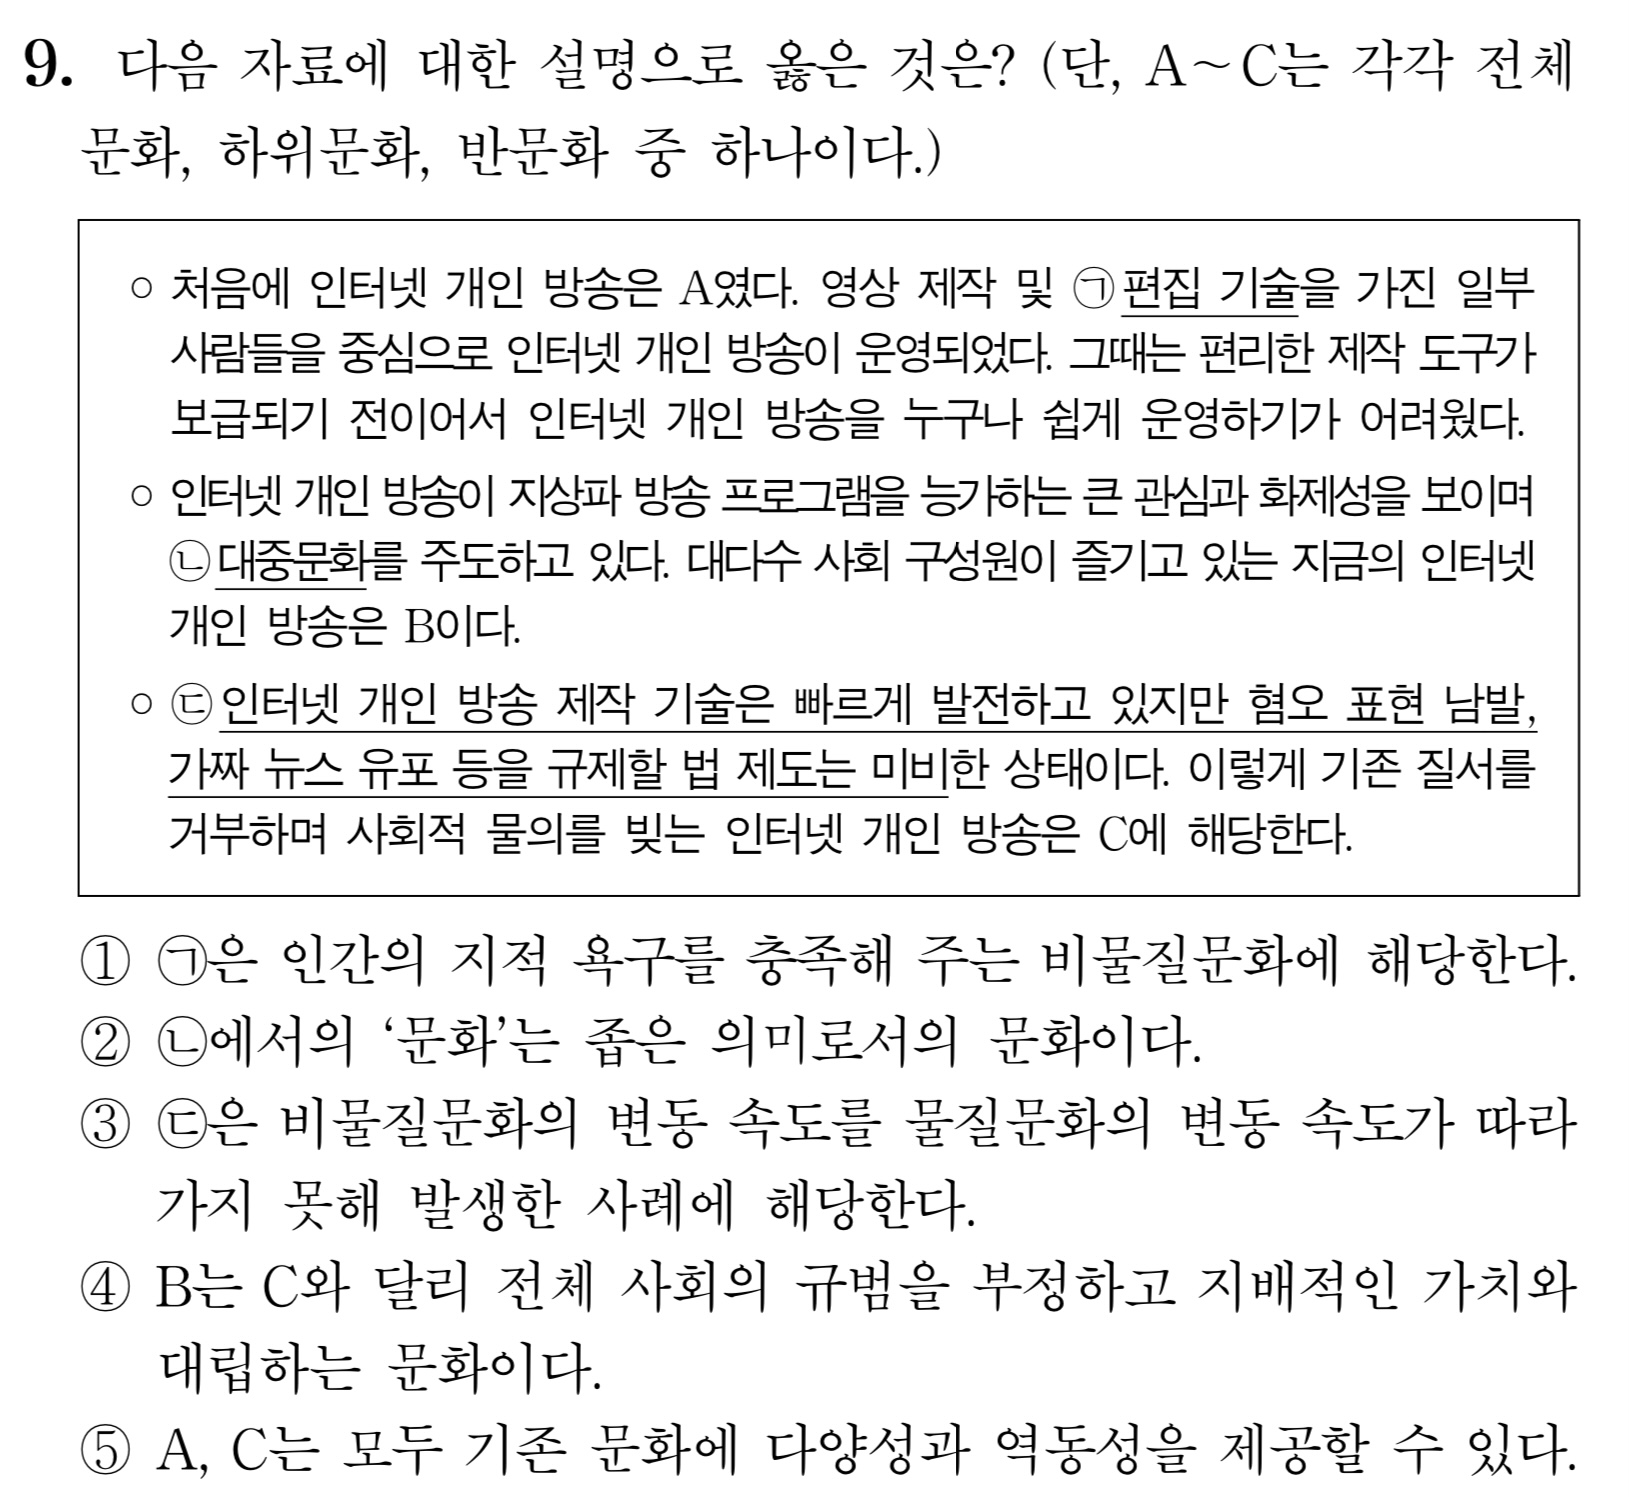 9. 다음 자료에 대한 설명으로 옳은 것은? (단, A~C는 각각 전체
문화, 하위문화, 반문화 중 하나이다.)
○ 처음에 인터넷 개인 방송은 A였다. 영상 제작 및 ㉠편집 기술을 가진 일부
사람들을 중심으로 인터넷 개인 방송이 운영되었다. 그때는 편리한 제작 도구가
보급되기 전이어서 인터넷 개인 방송을 누구나 쉽게 운영하기가 어려웠다.
○ 인터넷 개인 방송이 지상파 방송 프로그램을 능가하는 큰 관심과 화제성을 보이며
㉡대중문화를 주도하고 있다. 대다수 사회 구성원이 즐기고 있는 지금의 인터넷
개인 방송은 B이다.
○ ㉢인터넷 개인 방송 제작 기술은 빠르게 발전하고 있지만 혐오 표현 남발,
가짜 뉴스 유포 등을 규제할 법 제도는 미비한 상태이다. 이렇게 기존 질서를
거부하며 사회적 물의를 빚는 인터넷 개인 방송은 C에 해당한다.
① ㉠은 인간의 지적 욕구를 충족해 주는 비물질문화에 해당한다.
② ㉡에서의 ‘문화’는 좁은 의미로서의 문화이다.
③ ㉢은 비물질문화의 변동 속도를 물질문화의 변동 속도가 따라
가지 못해 발생한 사례에 해당한다.
④ B는 C와 달리 전체 사회의 규범을 부정하고 지배적인 가치와
대립하는 문화이다.
⑤ A, C는 모두 기존 문화에 다양성과 역동성을 제공할 수 있다.